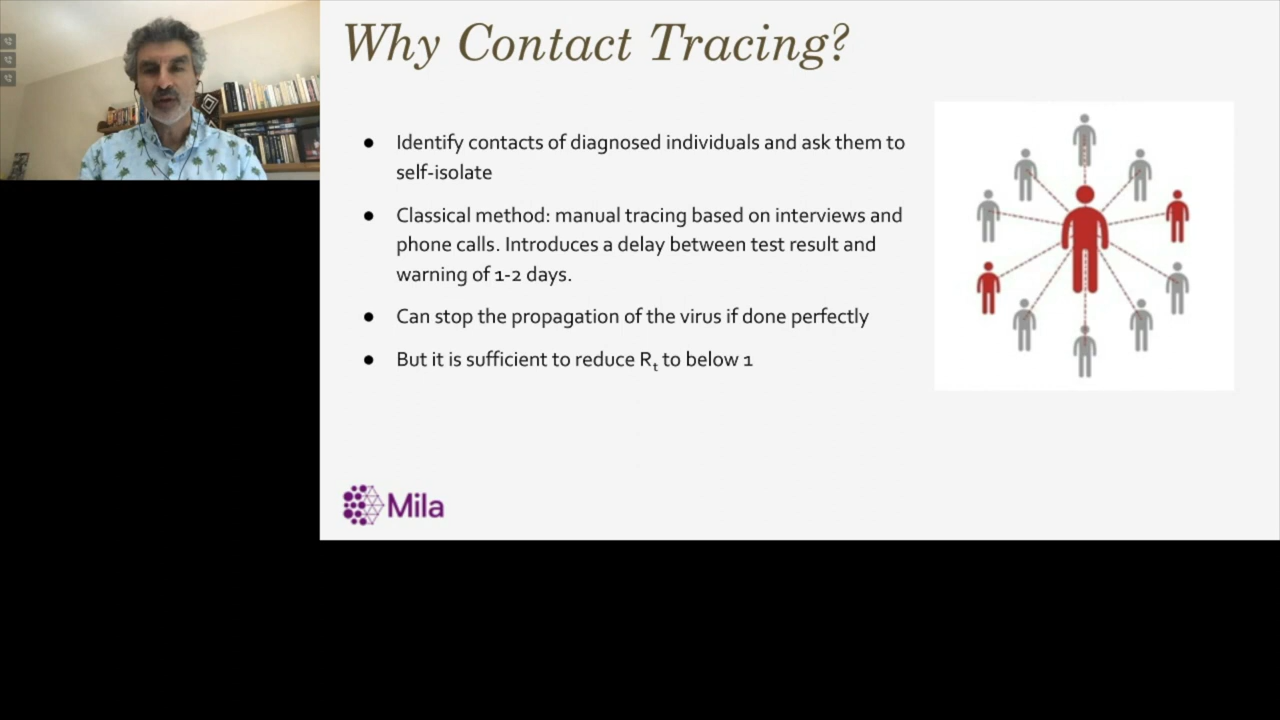 Why Contact Tracing?
● Identify contacts of diagnosed individuals and ask them to
self-isolate
● Classical method: manual tracing based on interviews and
phone calls. Introduces a delay between test result and
warning of 1-2 days.
● Can stop the propagation of the virus if done perfectly
● But it is sufficient to reduce Rt to below 1
Mila